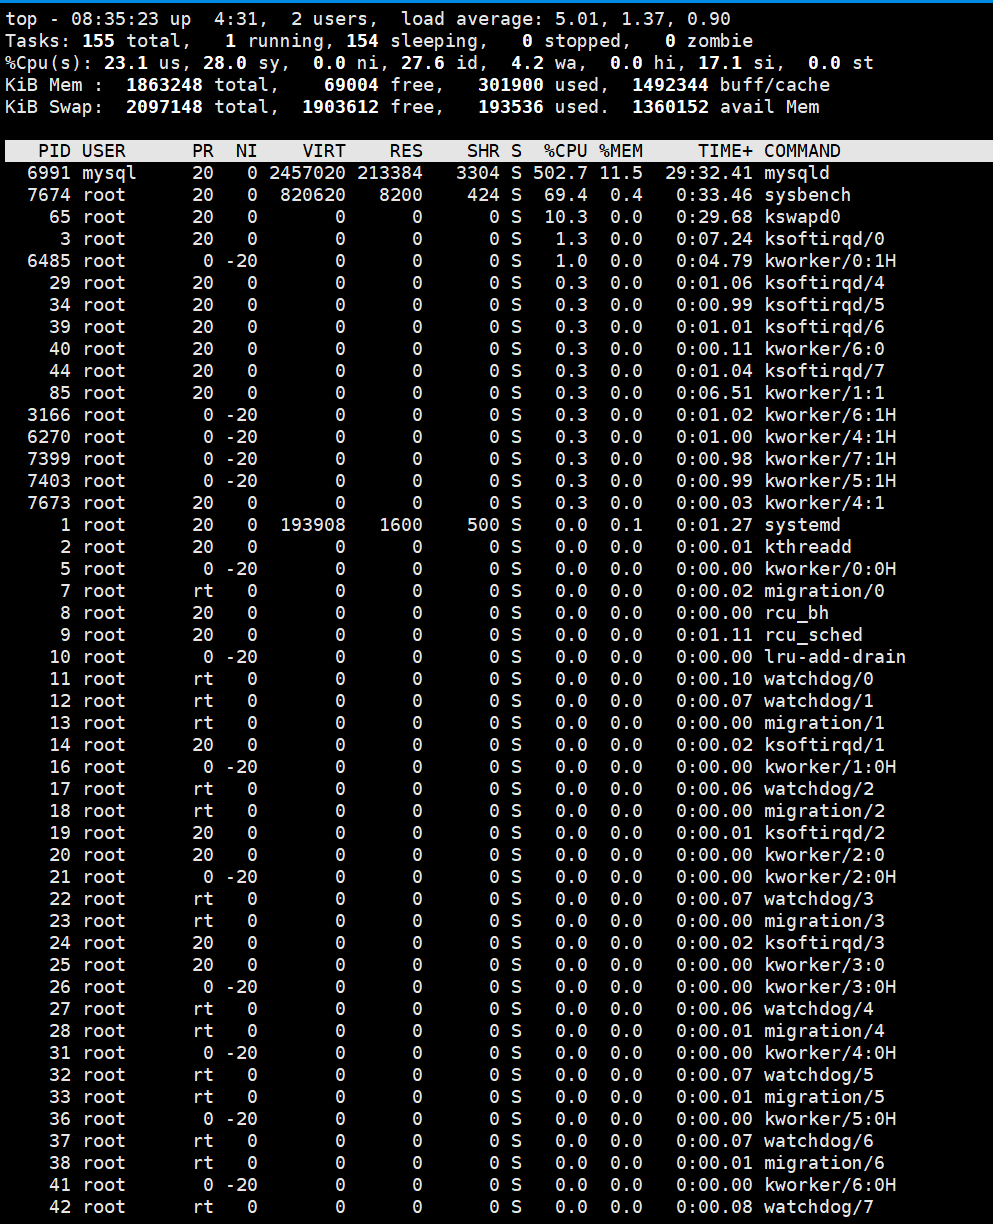 top - 08:35:23 up  4:31,  2 users,  load average: 5.01, 1.37, 0.90
Tasks: 155 total,   1 running, 154 sleeping,   0 stopped,   0 zombie
%Cpu(s): 23.1 us, 28.0 sy,  0.0 ni, 27.6 id,  4.2 wa,  0.0 hi, 17.1 si,  0.0 st
KiB Mem :  1863248 total,    69004 free,   301900 used,  1492344 buff/cache
KiB Swap:  2097148 total,  1903612 free,   193536 used.  1360152 avail Mem
PID USER PR NI VIRT RES SHR S %CPU %MEM TIME+ COMMAND
6991 mysql 20 0 2457020 213384 3304 S 502.7 11.5 29:32.41 mysqld
7674 root 20 0 820620 8200 424 S 69.4 0.4 0:33.46 sysbench
65 root 20 0 0 0 0 S 10.3 0.0 0:29.68 kswapd0
3 root 20 0 0 0 0 S 1.3 0.0 0:07.24 ksoftirqd/0
6485 root 0 -20 0 0 0 S 1.0 0.0 0:04.79 kworker/0:1H
29 root 20 0 0 0 0 S 0.3 0.0 0:01.06 ksoftirqd/4
34 root 20 0 0 0 0 S 0.3 0.0 0:00.99 ksoftirqd/5
39 root 20 0 0 0 0 S 0.3 0.0 0:01.01 ksoftirqd/6
40 root 20 0 0 0 0 S 0.3 0.0 0:00.11 kworker/6:0
44 root 20 0 0 0 0 S 0.3 0.0 0:01.04 ksoftirqd/7
85 root 20 0 0 0 0 S 0.3 0.0 0:06.51 kworker/1:1
3166 root 0 -20 0 0 0 S 0.3 0.0 0:01.02 kworker/6:1H
6270 root 0 -20 0 0 0 S 0.3 0.0 0:01.00 kworker/4:1H
7399 root 0 -20 0 0 0 S 0.3 0.0 0:00.98 kworker/7:1H
7403 root 0 -20 0 0 0 S 0.3 0.0 0:00.99 kworker/5:1H
7673 root 20 0 0 0 0 S 0.3 0.0 0:00.03 kworker/4:1
1 root 20 0 193908 1600 500 S 0.0 0.1 0:01.27 systemd
2 root 20 0 0 0 0 S 0.0 0.0 0:00.01 kthreadd
5 root 0 -20 0 0 0 S 0.0 0.0 0:00.00 kworker/0:0H
7 root rt 0 0 0 0 S 0.0 0.0 0:00.02 migration/0
8 root 20 0 0 0 0 S 0.0 0.0 0:00.00 rcu_bh
9 root 20 0 0 0 0 S 0.0 0.0 0:01.11 rcu_sched
10 root 0 -20 0 0 0 S 0.0 0.0 0:00.00 lru-add-drain
11 root rt 0 0 0 0 S 0.0 0.0 0:00.10 watchdog/0
12 root rt 0 0 0 0 S 0.0 0.0 0:00.07 watchdog/1
13 root rt 0 0 0 0 S 0.0 0.0 0:00.00 migration/1
14 root 20 0 0 0 0 S 0.0 0.0 0:00.02 ksoftirqd/1
16 root 0 -20 0 0 0 S 0.0 0.0 0:00.00 kworker/1:0H
17 root rt 0 0 0 0 S 0.0 0.0 0:00.06 watchdog/2
18 root rt 0 0 0 0 S 0.0 0.0 0:00.00 migration/2
19 root 20 0 0 0 0 S 0.0 0.0 0:00.01 ksoftirqd/2
20 root 20 0 0 0 0 S 0.0 0.0 0:00.00 kworker/2:0
21 root 0 -20 0 0 0 S 0.0 0.0 0:00.00 kworker/2:0H
22 root rt 0 0 0 0 S 0.0 0.0 0:00.07 watchdog/3
23 root rt 0 0 0 0 S 0.0 0.0 0:00.00 migration/3
24 root 20 0 0 0 0 S 0.0 0.0 0:00.02 ksoftirqd/3
25 root 20 0 0 0 0 S 0.0 0.0 0:00.00 kworker/3:0
26 root 0 -20 0 0 0 S 0.0 0.0 0:00.00 kworker/3:0H
27 root rt 0 0 0 0 S 0.0 0.0 0:00.06 watchdog/4
28 root rt 0 0 0 0 S 0.0 0.0 0:00.01 migration/4
31 root 0 -20 0 0 0 S 0.0 0.0 0:00.00 kworker/4:0H
32 root rt 0 0 0 0 S 0.0 0.0 0:00.07 watchdog/5
33 root rt 0 0 0 0 S 0.0 0.0 0:00.01 migration/5
36 root 0 -20 0 0 0 S 0.0 0.0 0:00.00 kworker/5:0H
37 root rt 0 0 0 0 S 0.0 0.0 0:00.07 watchdog/6
38 root rt 0 0 0 0 S 0.0 0.0 0:00.01 migration/6
41 root 0 -20 0 0 0 S 0.0 0.0 0:00.00 kworker/6:0H
42 root rt 0 0 0 0 S 0.0 0.0 0:00.08 watchdog/7